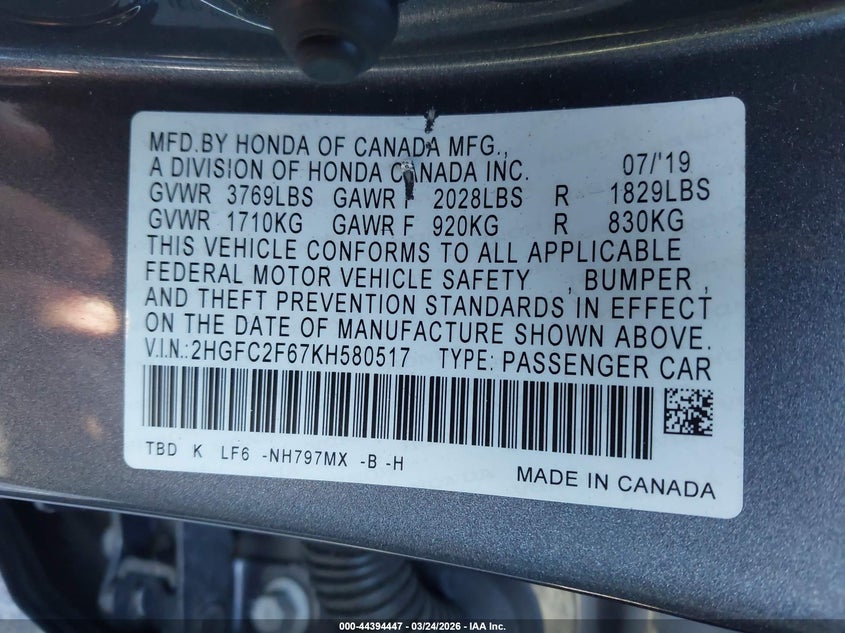 MFD.BY HONDA OF CANADA MFG.,
A DIVISION OF HONDA CANADA INC. 07/'19
GVWR 3769LBS GAWR F 2028LBS R 1829LBS
GVWR 1710KG GAWR F 920KG R 830KG
THIS VEHICLE CONFORMS TO ALL APPLICABLE
FEDERAL MOTOR VEHICLE SAFETY , BUMPER ,
AND THEFT PREVENTION STANDARDS IN EFFECT
ON THE DATE OF MANUFACTURE SHOWN ABOVE.
V.I.N.:2HGFC2F67KH580517 TYPE: PASSENGER CAR
TBD K LF6 -NH797MX -B -H
MADE IN CANADA
000-44394447 - 03/24/2026 - IAA Inc.